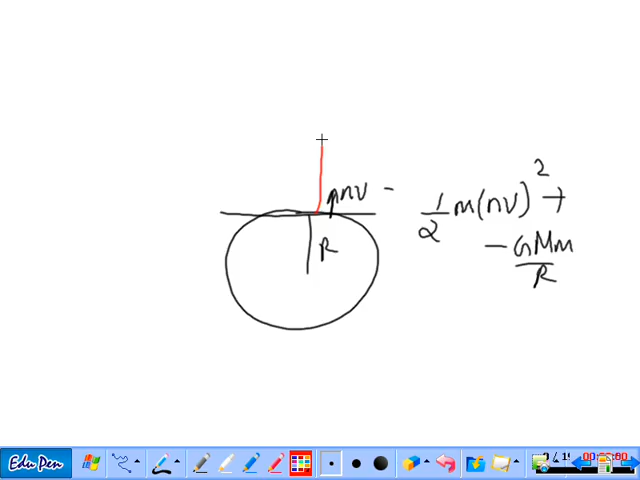 nv -
½ m(nv)² +
- GMm
R
R
Edu Pen